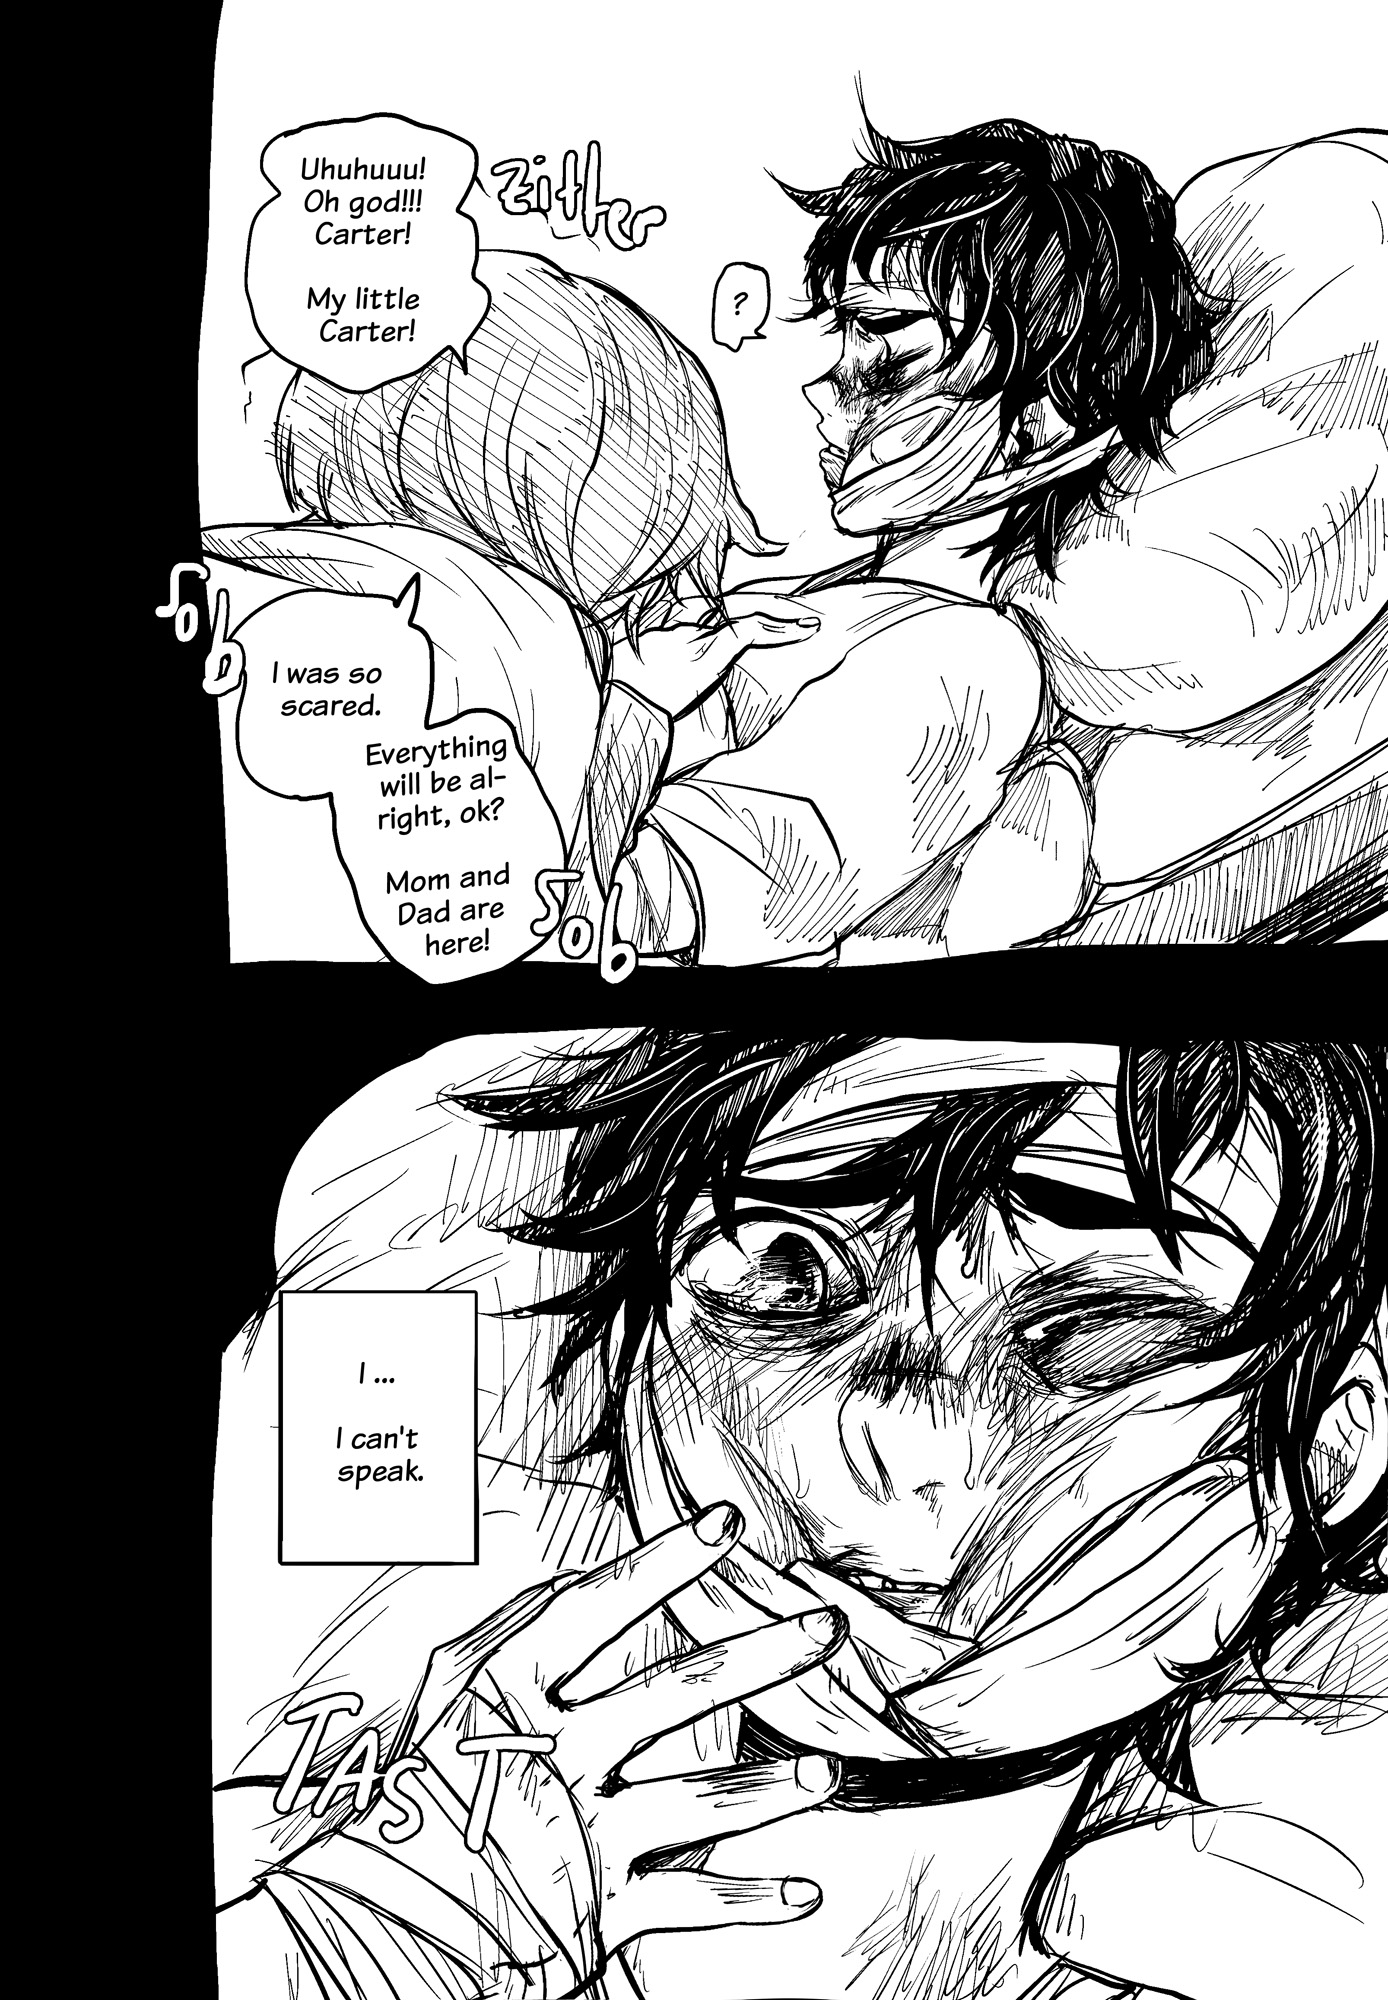 Uhuhuuu!
Oh god!!!
Carter!
My little
Carter!
Zitter
?
Sob
I was so
scared.
Everything
will be al-
right, ok?
Mom and
Dad are
here!
Sob
I ...
I can't
speak.
TAST